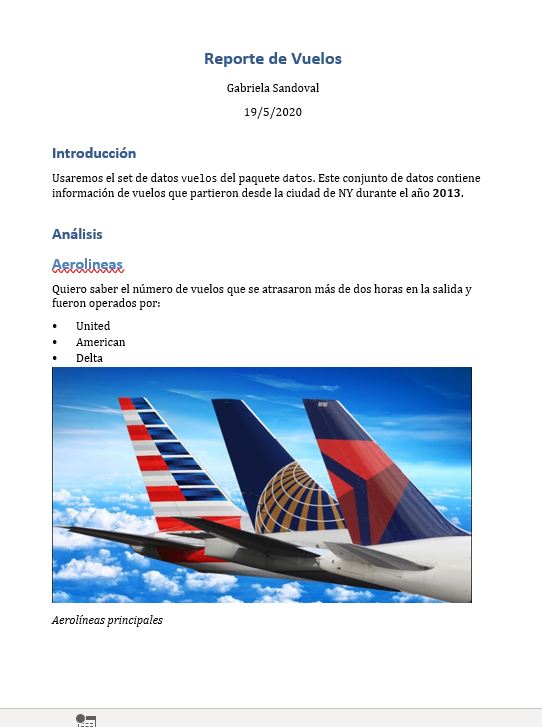 Reporte de Vuelos
Gabriela Sandoval
19/5/2020
Introducción
Usaremos el set de datos vuelos del paquete datos. Este conjunto de datos contiene
información de vuelos que partieron desde la ciudad de NY durante el año 2013.
Análisis
Aerolineas
Quiero saber el número de vuelos que se atrasaron más de dos horas en la salida y
fueron operados por:
• United
• American
• Delta
Aerolíneas principales